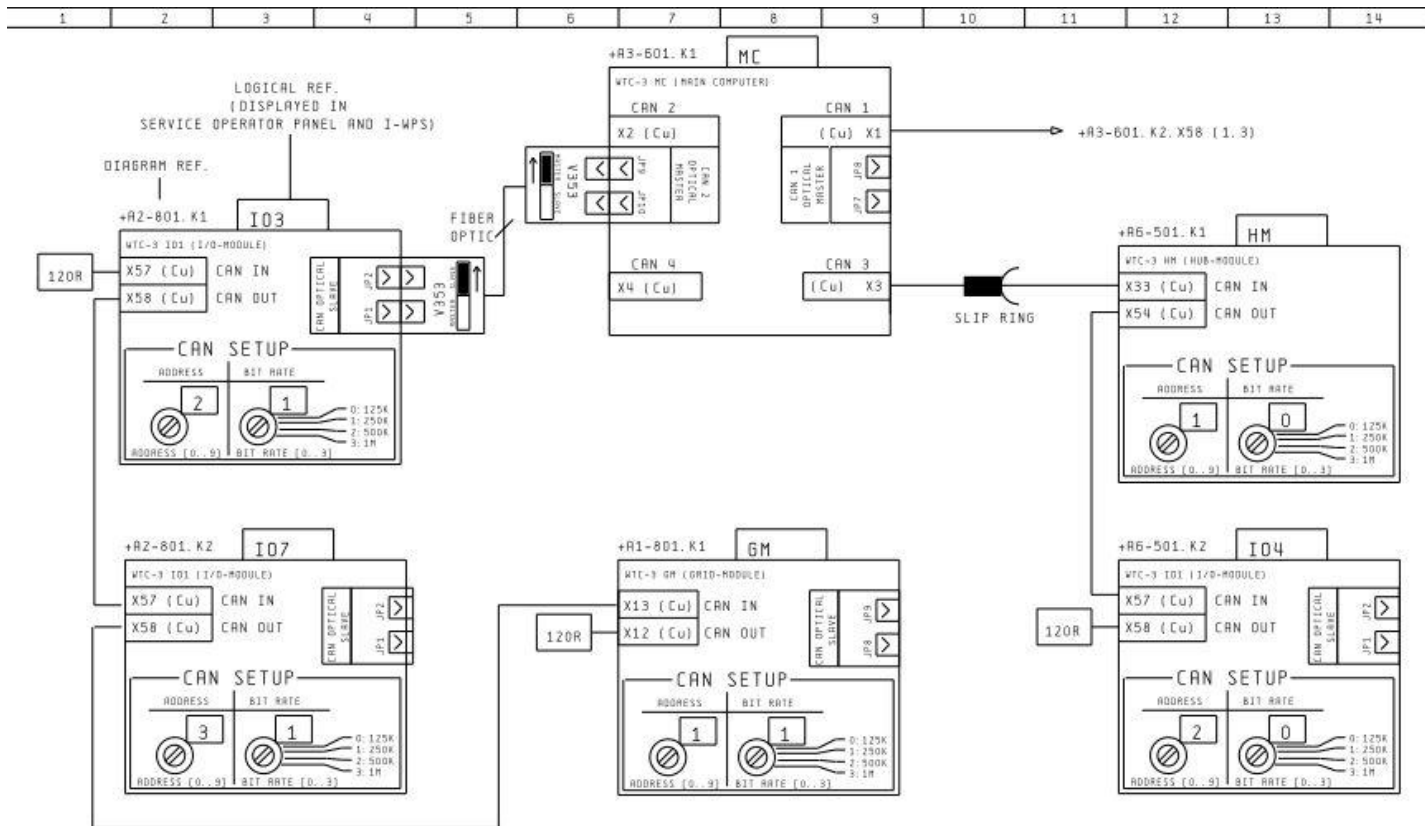 1 2 3 4 5 6 7 8 9 10 11 12 13 14
+A3-601.K1 MC
WTC-3 MC (MAIN COMPUTER)
CAN 2 CAN 1
X2 (Cu) (Cu) X1
+A3-601.K2.X58 (1.3)
MASTER SLAVE
V353
JP9
JP10
CAN 2
OPTICAL
MASTER
CAN 1
OPTICAL
MASTER
JP8
JP7
CAN 4 CAN 3
X4 (Cu) (Cu) X3
LOGICAL REF.
(DISPLAYED IN
SERVICE OPERATOR PANEL AND I-WPS)
DIAGRAM REF.
FIBER
OPTIC
SLIP RING
+A2-801.K1 IO3
WTC-3 IO1 (I/O-MODULE)
120R
X57 (Cu) CAN IN
X58 (Cu) CAN OUT
CAN OPTICAL
SLAVE
JP2
JP1
V353
MASTER SLAVE
CAN SETUP
ADDRESS BIT RATE
2 1
0:125K
1:250K
2:500K
3:1M
ADDRESS [0..9] BIT RATE [0..3]
+A6-501.K1 HM
WTC-3 HM (HUB-MODULE)
X33 (Cu) CAN IN
X54 (Cu) CAN OUT
CAN SETUP
ADDRESS BIT RATE
1 0
0:125K
1:250K
2:500K
3:1M
ADDRESS [0..9] BIT RATE [0..3]
+A2-801.K2 IO7
WTC-3 IO1 (I/O-MODULE)
X57 (Cu) CAN IN
X58 (Cu) CAN OUT
CAN OPTICAL
SLAVE
JP2
JP1
CAN SETUP
ADDRESS BIT RATE
3 1
0:125K
1:250K
2:500K
3:1M
ADDRESS [0..9] BIT RATE [0..3]
+A1-801.K1 GM
WTC-3 GM (GRID-MODULE)
X13 (Cu) CAN IN
120R
X12 (Cu) CAN OUT
CAN OPTICAL
SLAVE
JP9
JP8
CAN SETUP
ADDRESS BIT RATE
1 1
0:125K
1:250K
2:500K
3:1M
ADDRESS [0..9] BIT RATE [0..3]
+A6-501.K2 IO4
WTC-3 IO1 (I/O-MODULE)
X57 (Cu) CAN IN
120R
X58 (Cu) CAN OUT
CAN OPTICAL
SLAVE
JP2
JP1
CAN SETUP
ADDRESS BIT RATE
2 0
0:125K
1:250K
2:500K
3:1M
ADDRESS [0..9] BIT RATE [0..3]